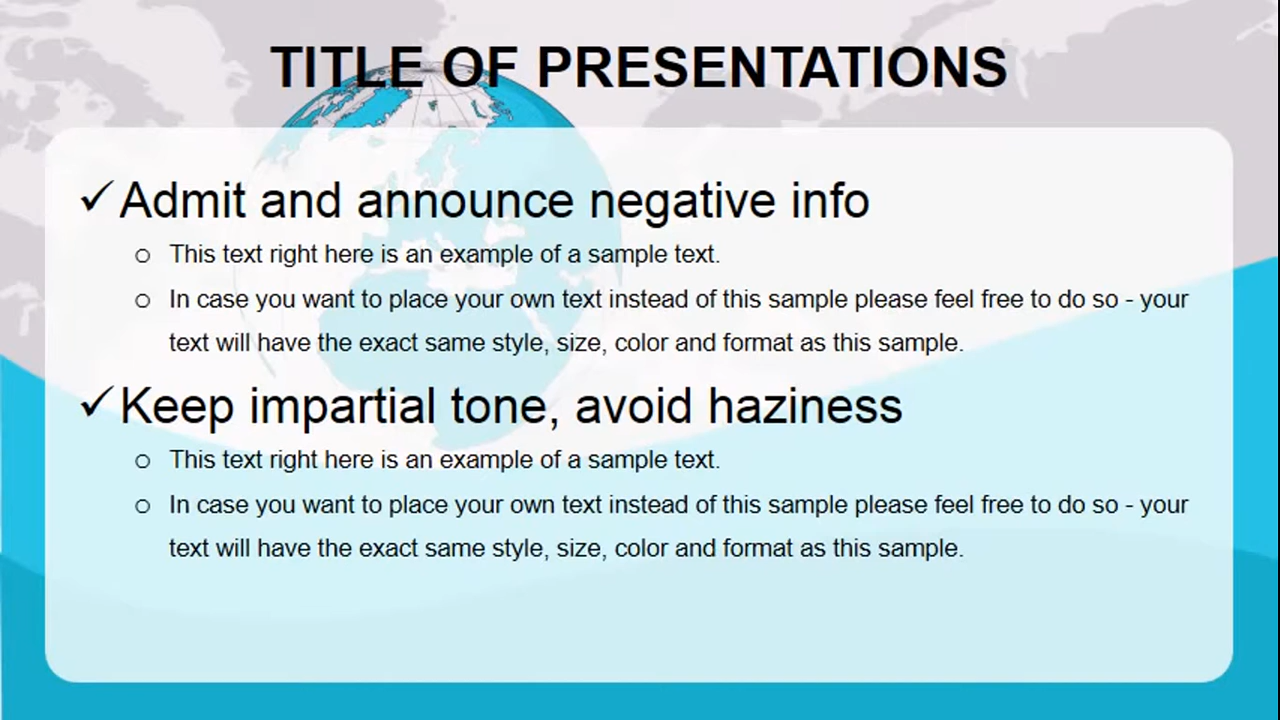 TITLE OF PRESENTATIONS
✓Admit and announce negative info
○ This text right here is an example of a sample text.
○ In case you want to place your own text instead of this sample please feel free to do so - your
text will have the exact same style, size, color and format as this sample.
✓Keep impartial tone, avoid haziness
○ This text right here is an example of a sample text.
○ In case you want to place your own text instead of this sample please feel free to do so - your
text will have the exact same style, size, color and format as this sample.